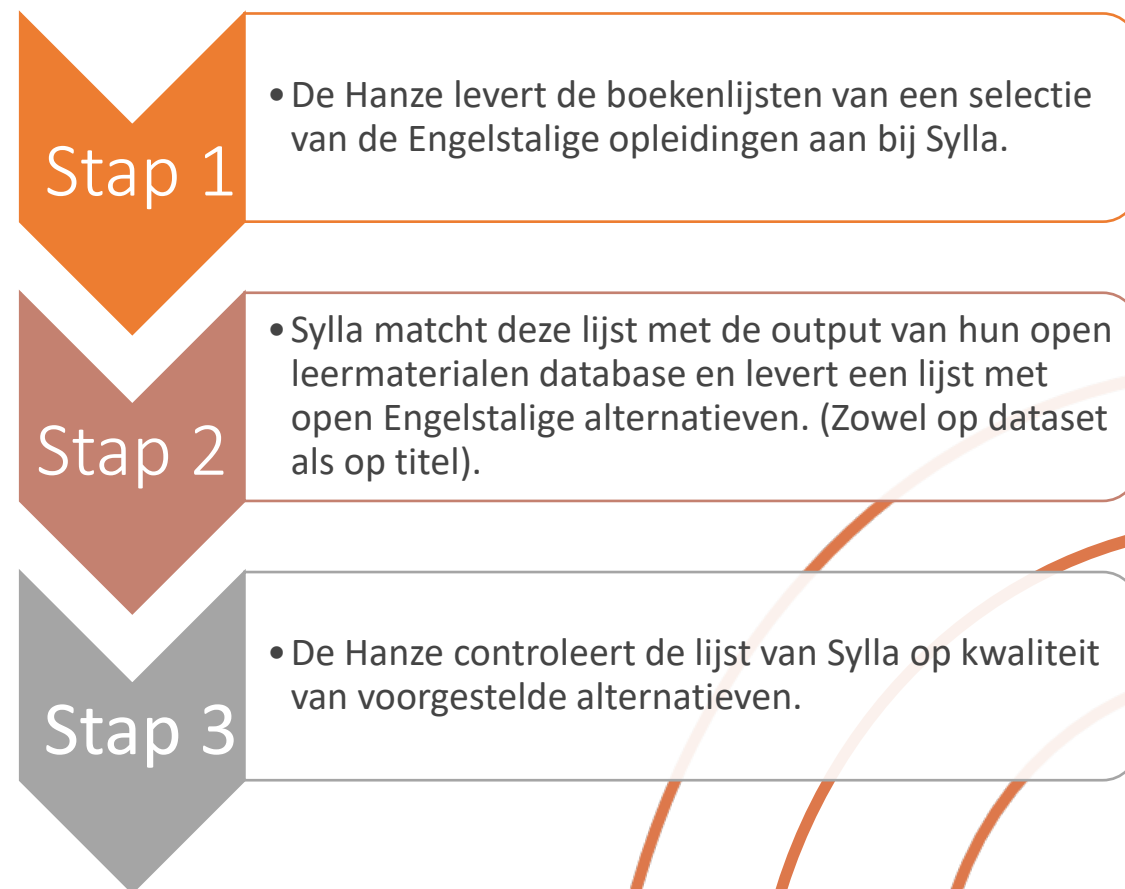 Stap 1
• De Hanze levert de boekenlijsten van een selectie
van de Engelstalige opleidingen aan bij Sylla.
Stap 2
• Sylla matcht deze lijst met de output van hun open
leermaterialen database en levert een lijst met
open Engelstalige alternatieven. (Zowel op dataset
als op titel).
Stap 3
• De Hanze controleert de lijst van Sylla op kwaliteit
van voorgestelde alternatieven.